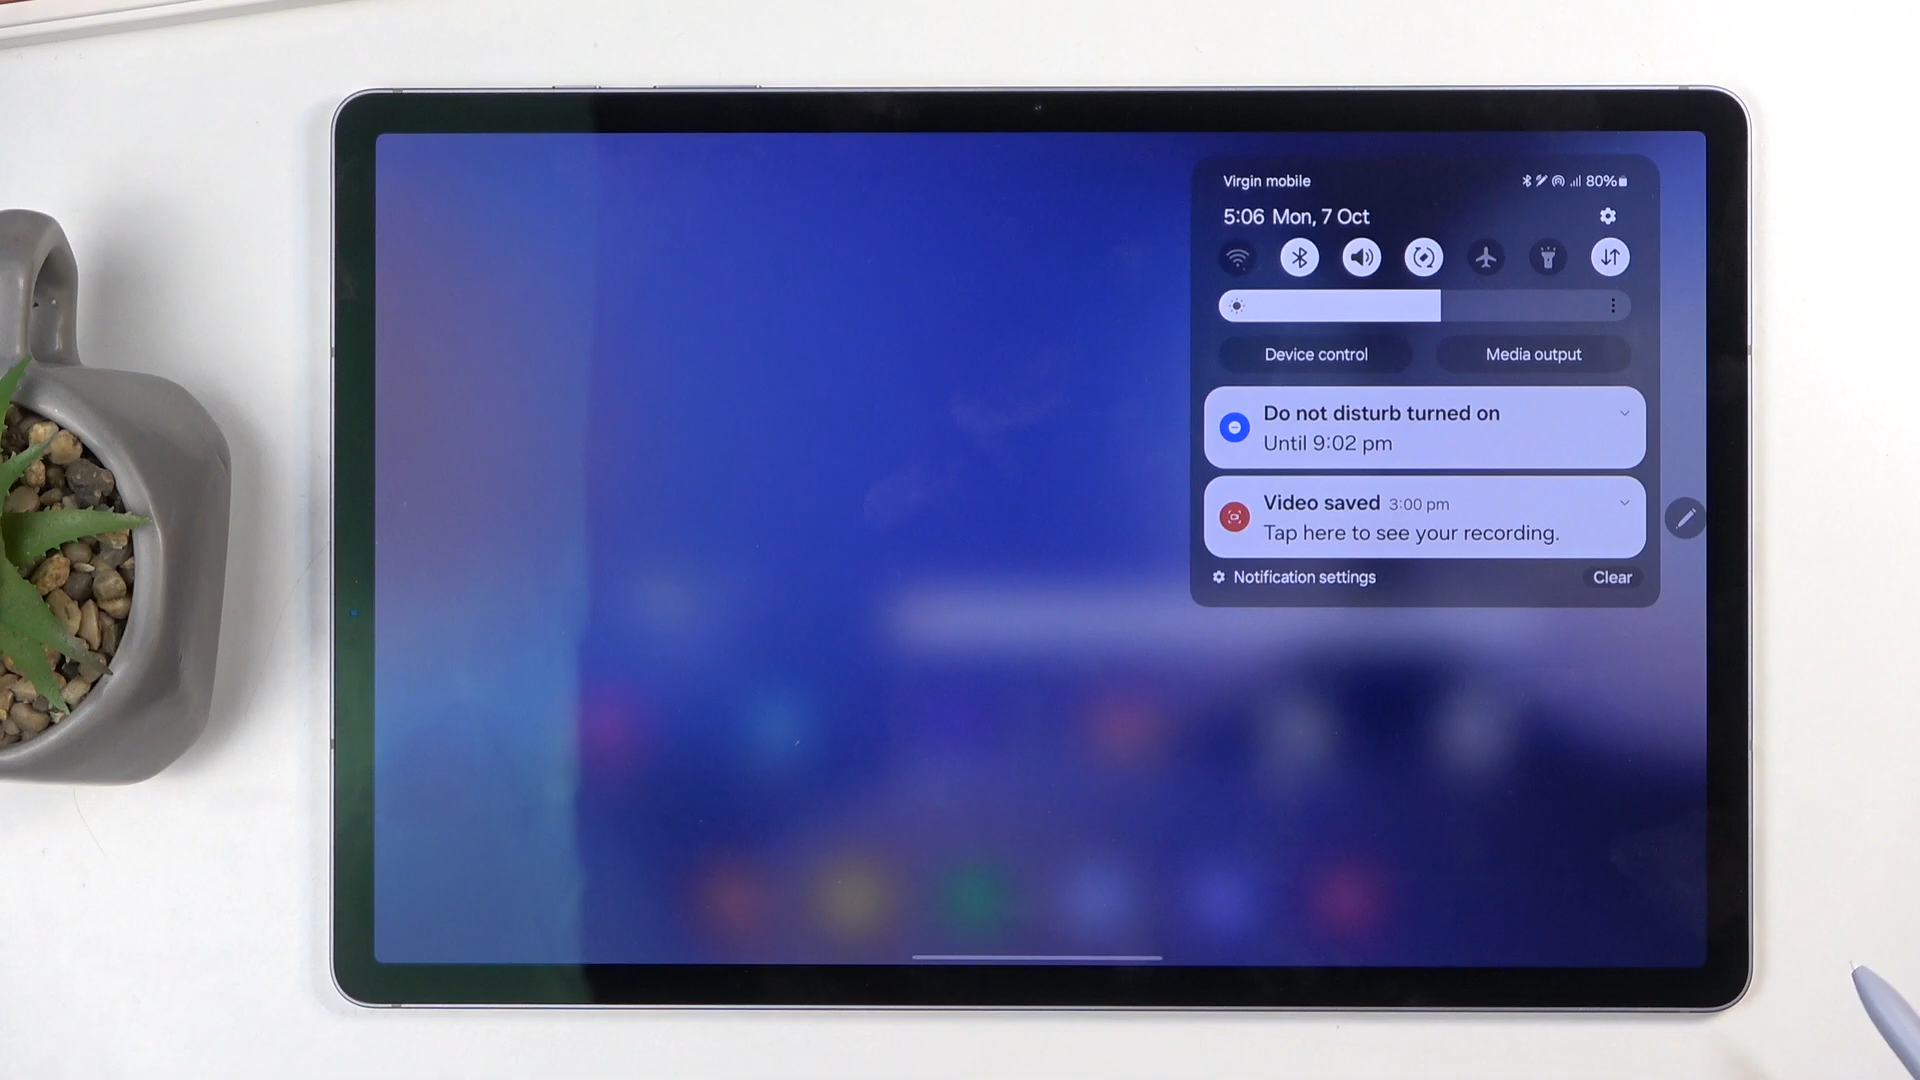 Virgin mobile
80%
5:06 Mon, 7 Oct
Device control
Media output
Do not disturb turned on
Until 9:02 pm
Video saved 3:00 pm
Tap here to see your recording.
Notification settings
Clear